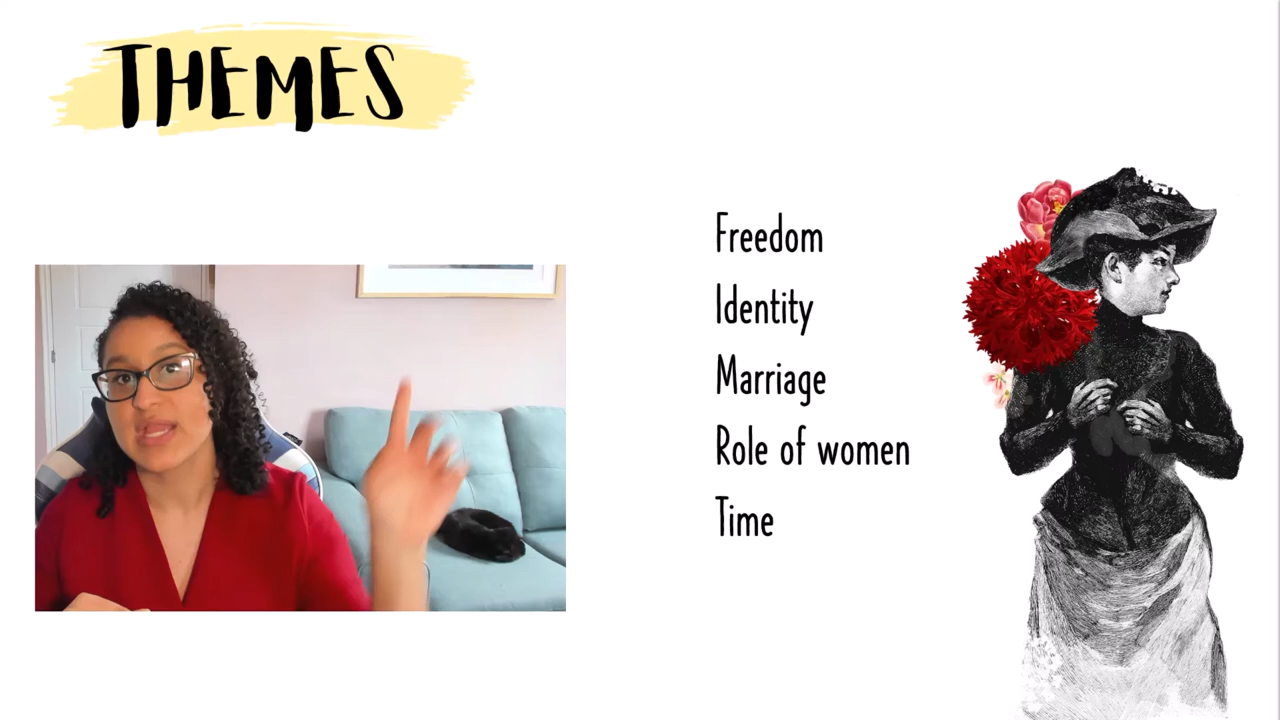 THEMES
Freedom
Identity
Marriage
Role of women
Time